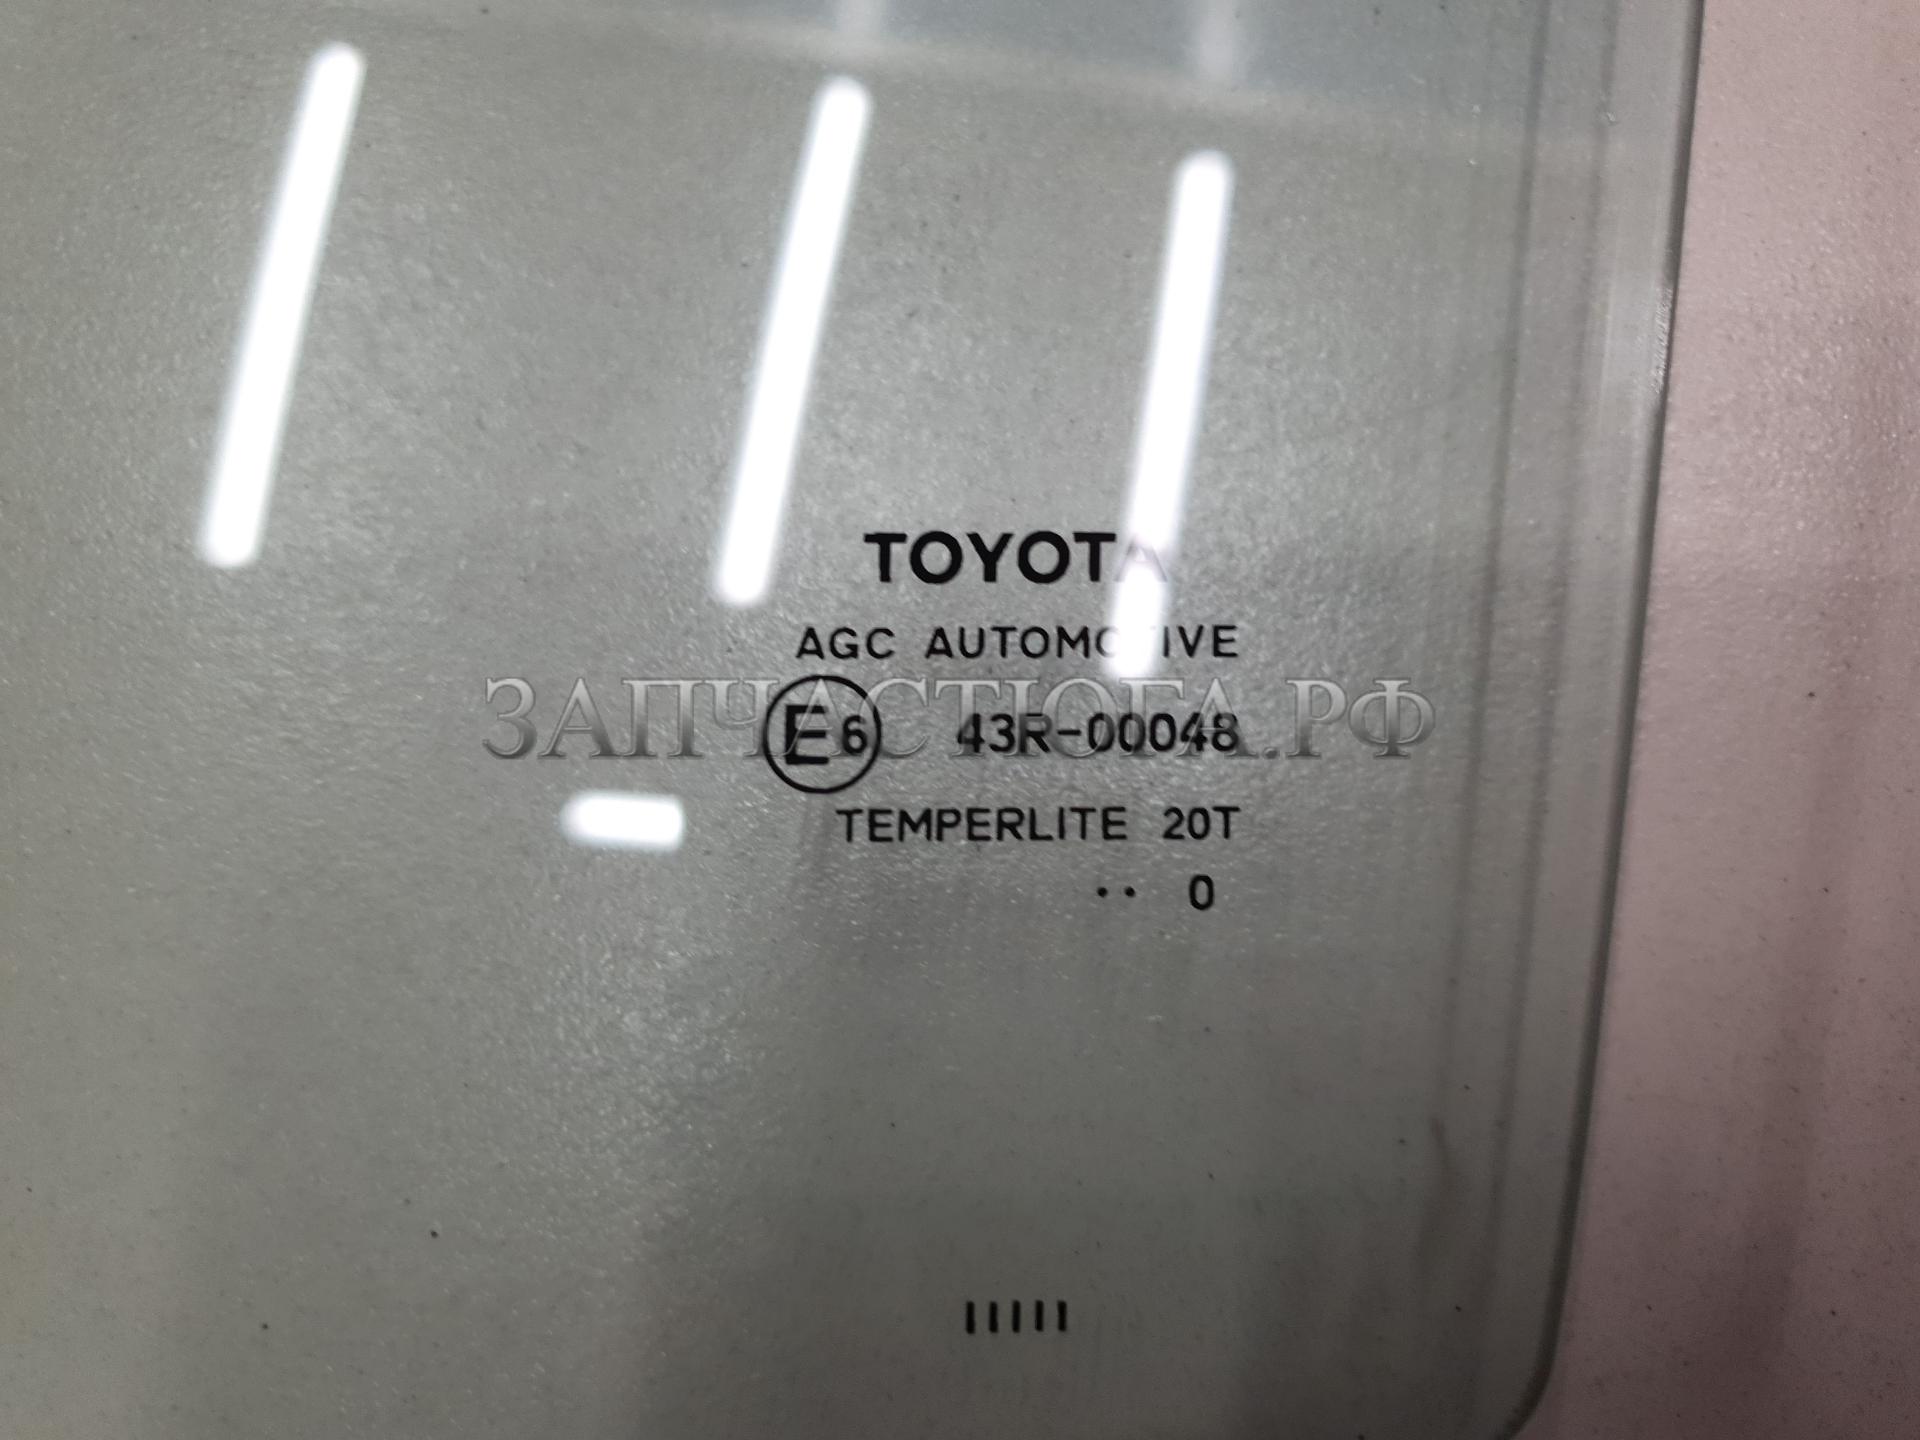 TOYOTA
AGC AUTOMOTIVE
ЗАПЧАСТЮГА.РФ
E6 43R-00048
TEMPERLITE 20T
.. 0